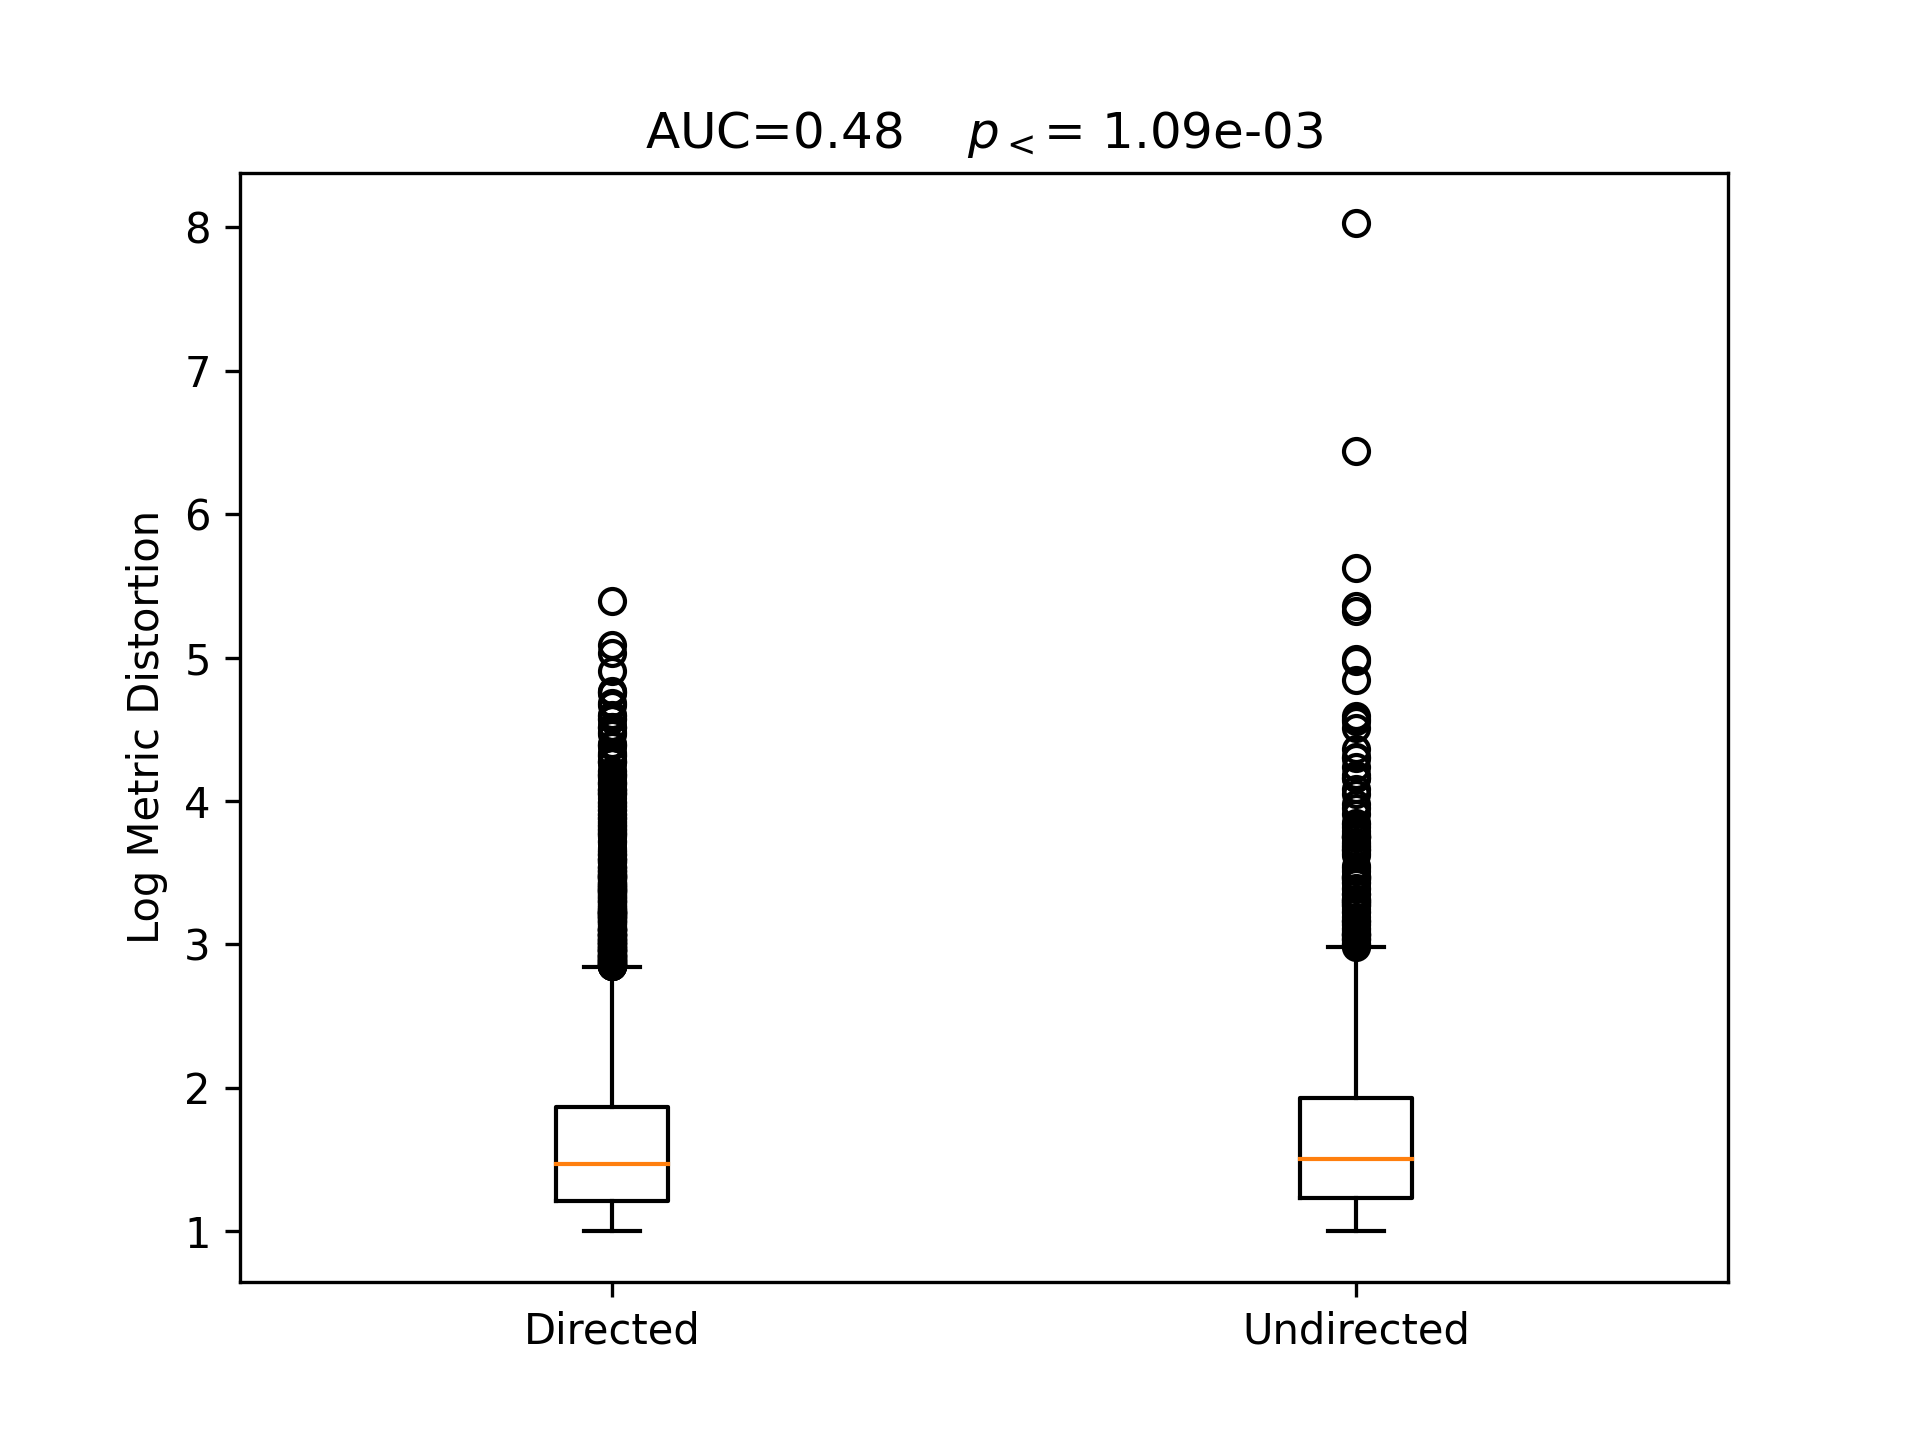 AUC=0.48 p<= 1.09e-03
8
7
6
5
4
3
2
1
Log Metric Distortion
Directed Undirected